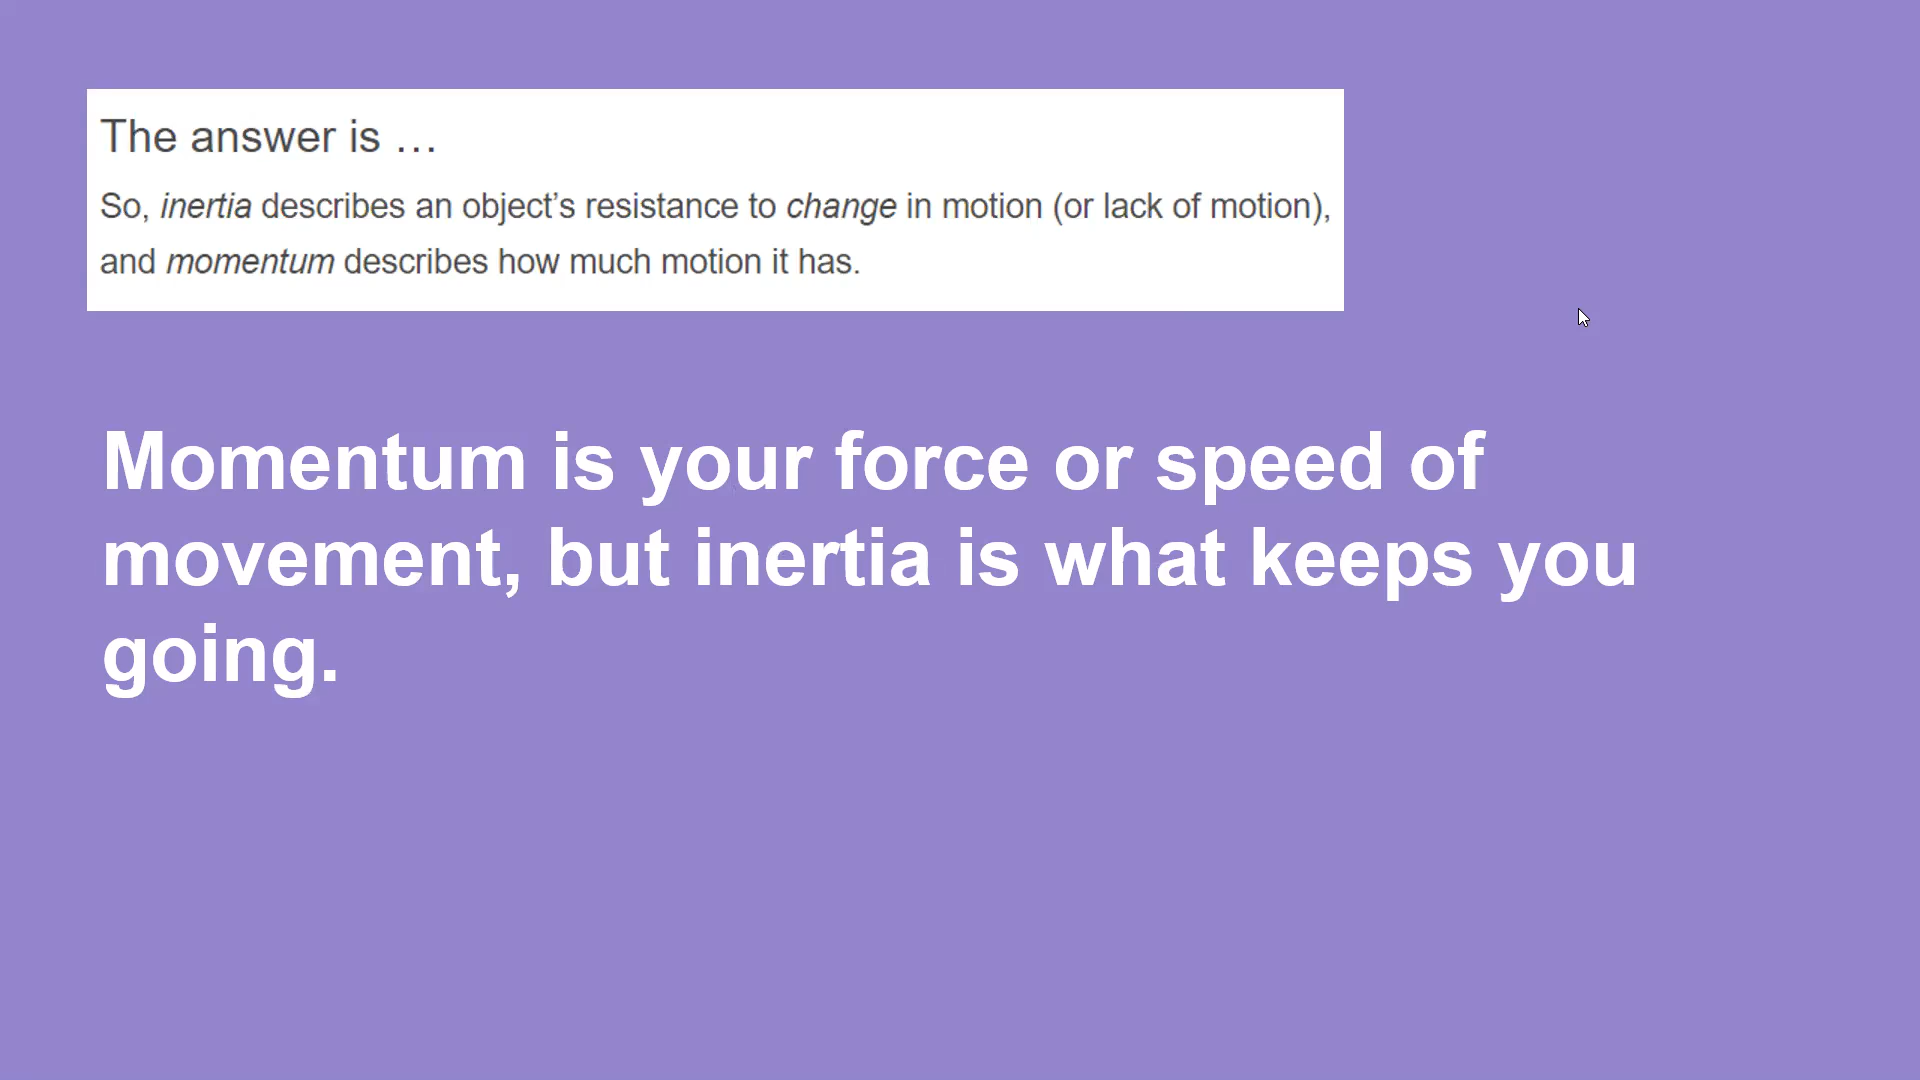 The answer is …
So, inertia describes an object’s resistance to change in motion (or lack of motion),
and momentum describes how much motion it has.
Momentum is your force or speed of
movement, but inertia is what keeps you
going.